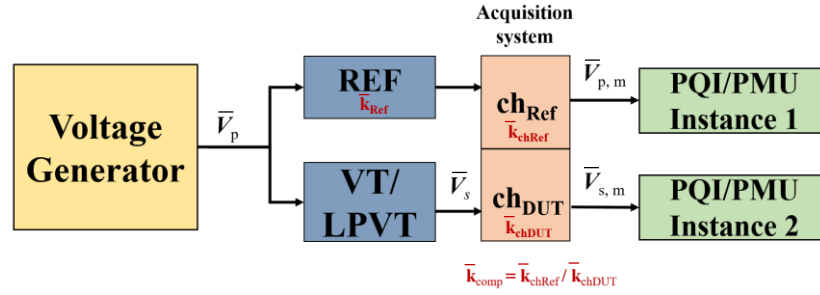 Acquisition
system
Voltage
Generator
V̅p
REF
k̅Ref
chRef
k̅chRef
V̅p, m
PQI/PMU
Instance 1
VT/
LPVT
V̅s
chDUT
k̅chDUT
V̅s, m
PQI/PMU
Instance 2
k̅comp = k̅chRef / k̅chDUT